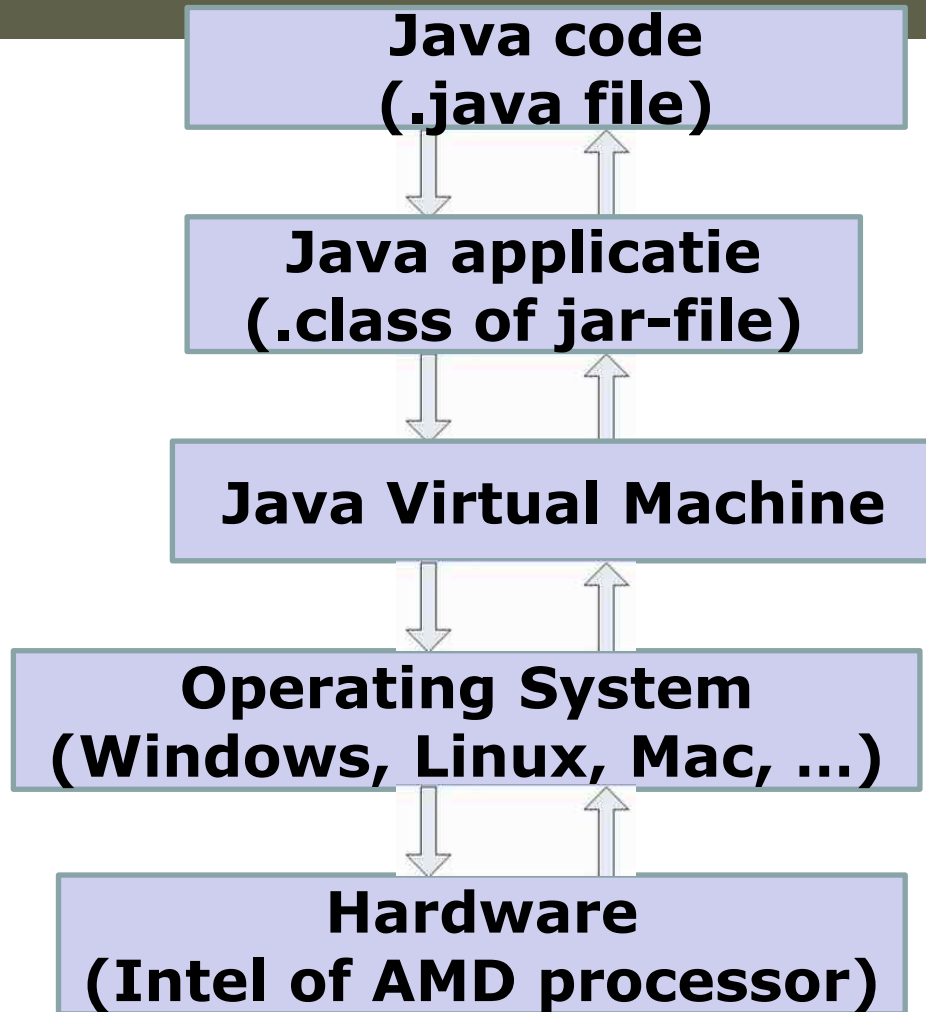 Java code
(.java file)
Java applicatie
(.class of jar-file)
Java Virtual Machine
Operating System
(Windows, Linux, Mac, ...)
Hardware
(Intel of AMD processor)